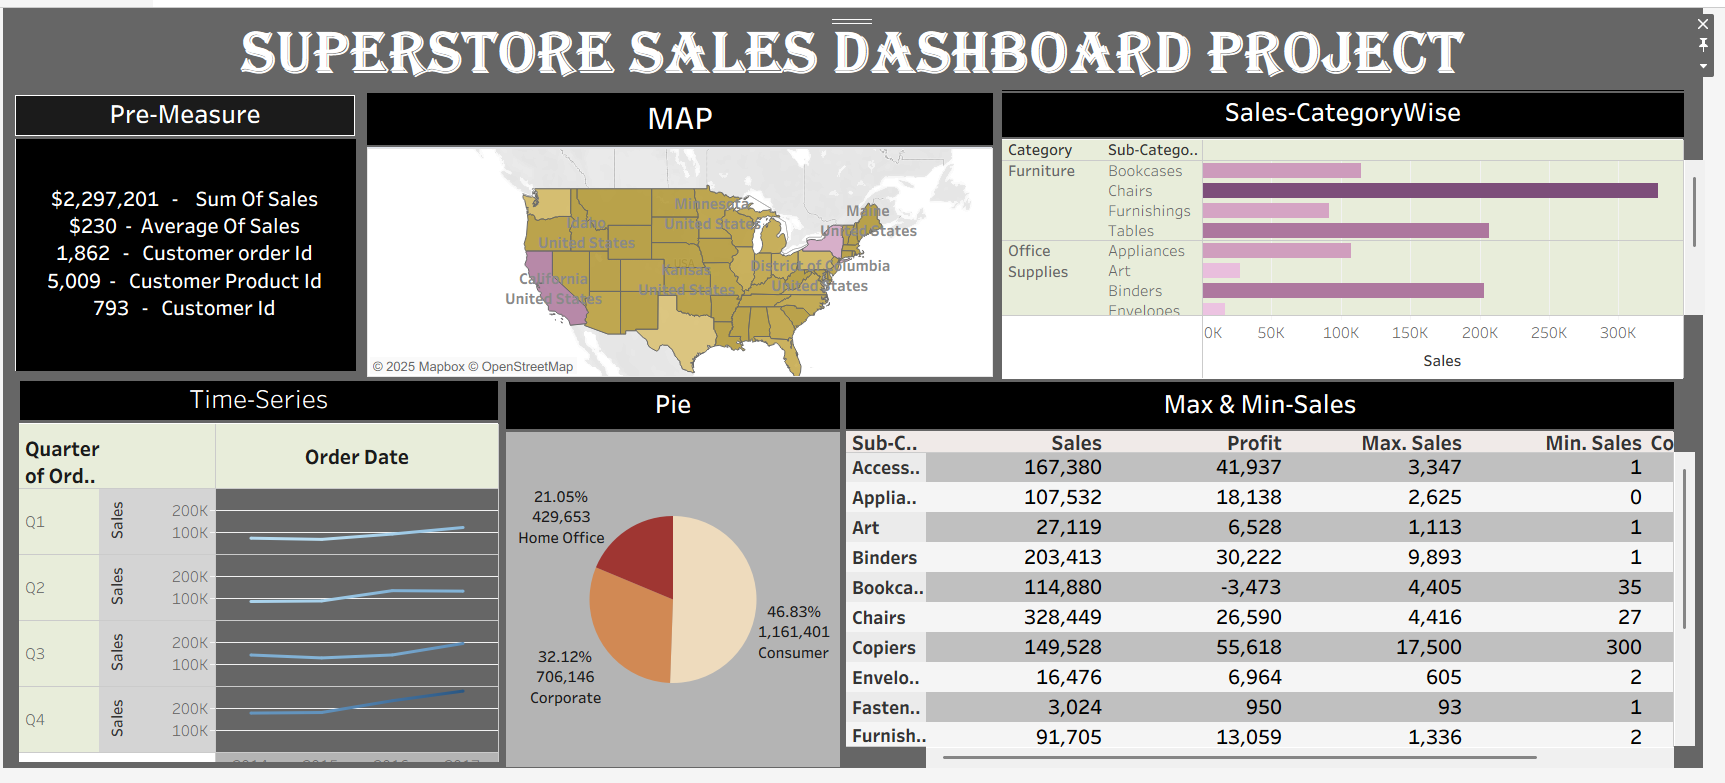 SUPERSTORE SALES DASHBOARD PROJECT
Pre-Measure
$2,297,201 - Sum Of Sales
$230 - Average Of Sales
1,862 - Customer order Id
5,009 - Customer Product Id
793 - Customer Id
MAP
Minnesota
United States
Maine
United States
Idaho
United States
USA
Kansas
United States
District of Columbia
United States
California
United States
© 2025 Mapbox © OpenStreetMap
Sales-CategoryWise
Category Sub-Catego..
Furniture Bookcases
Chairs
Furnishings
Tables
Office Supplies Appliances
Art
Binders
Envelopes
0K 50K 100K 150K 200K 250K 300K
Sales
Time-Series
Quarter
of Ord..
Order Date
Q1 Sales 200K
100K
Q2 Sales 200K
100K
Q3 Sales 200K
100K
Q4 Sales 200K
100K
2014 2015 2016 2017
Pie
21.05%
429,653
Home Office
46.83%
1,161,401
Consumer
32.12%
706,146
Corporate
Max & Min-Sales
Sub-C.. Sales Profit Max. Sales Min. Sales Co
Access.. 167,380 41,937 3,347 1
Applia.. 107,532 18,138 2,625 0
Art 27,119 6,528 1,113 1
Binders 203,413 30,222 9,893 1
Bookca.. 114,880 -3,473 4,405 35
Chairs 328,449 26,590 4,416 27
Copiers 149,528 55,618 17,500 300
Envelo.. 16,476 6,964 605 2
Fasten.. 3,024 950 93 1
Furnish.. 91,705 13,059 1,336 2